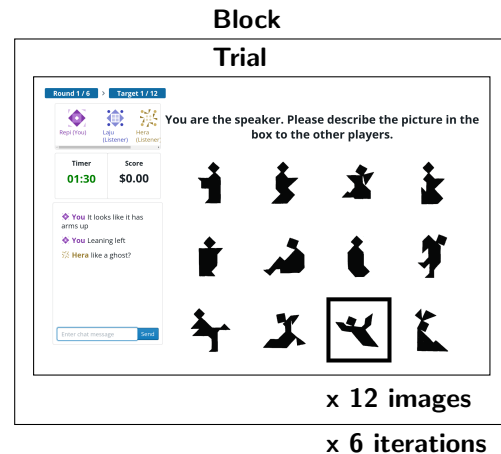 Block
Trial
Round 1 / 6 › Target 1 / 12
Repi (You) Laju (Listener) Hera (Listener
You are the speaker. Please describe the picture in the box to the other players.
Timer Score
01:30 $0.00
You It looks like it has
arms up
You Leaning left
Hera like a ghost?
Enter chat message Send
x 12 images
x 6 iterations